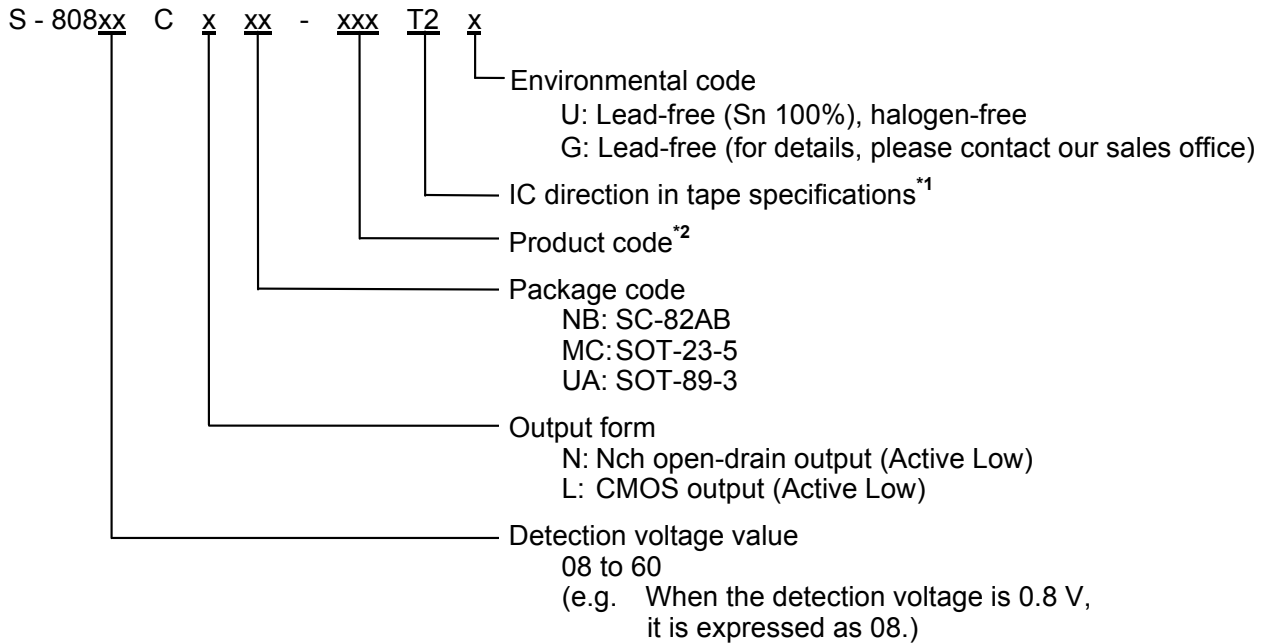 S - 808xx C x xx - xxx T2 x
Environmental code
U: Lead-free (Sn 100%), halogen-free
G: Lead-free (for details, please contact our sales office)
IC direction in tape specifications*1
Product code*2
Package code
NB: SC-82AB
MC: SOT-23-5
UA: SOT-89-3
Output form
N: Nch open-drain output (Active Low)
L: CMOS output (Active Low)
Detection voltage value
08 to 60
(e.g. When the detection voltage is 0.8 V,
it is expressed as 08.)